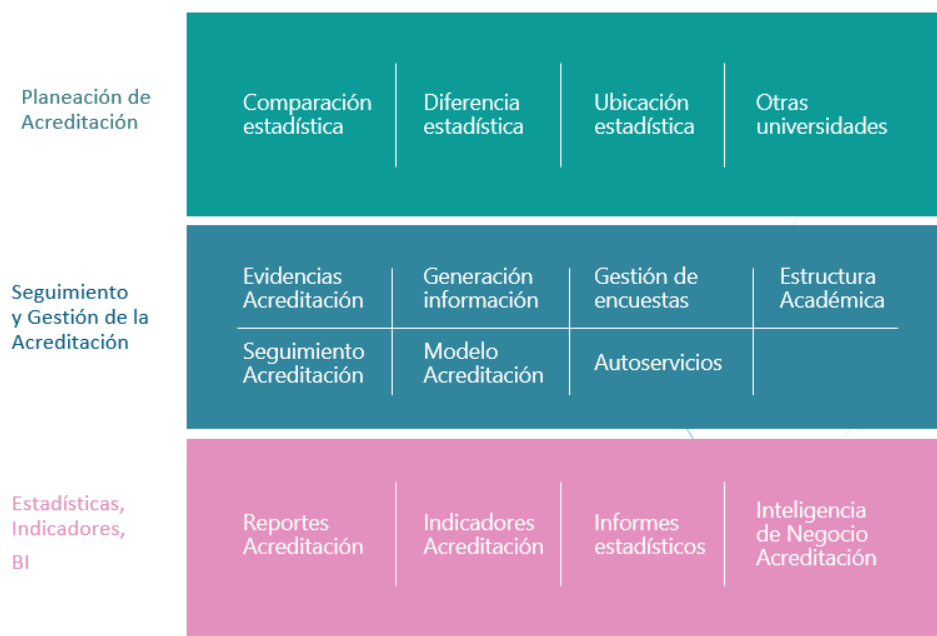 Planeación de
Acreditación
Comparación
estadística
Diferencia
estadística
Ubicación
estadística
Otras
universidades
Seguimiento
y Gestión de la
Acreditación
Evidencias
Acreditación
Generación
información
Gestión de
encuestas
Estructura
Académica
Seguimiento
Acreditación
Modelo
Acreditación
Autoservicios
Estadísticas,
Indicadores,
BI
Reportes
Acreditación
Indicadores
Acreditación
Informes
estadísticos
Inteligencia
de Negocio
Acreditación